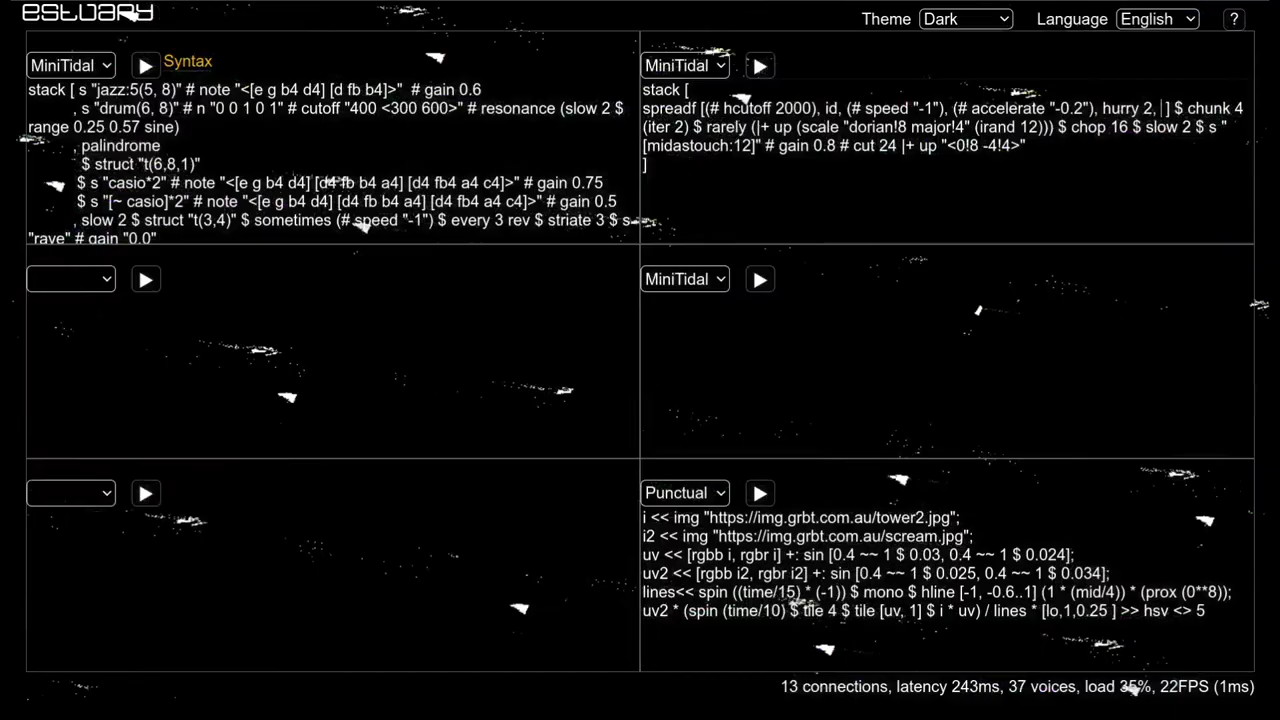 estuary
Theme Dark Language English ?
MiniTidal Syntax
stack [ s "jazz:5(5, 8)" # note "<[e g b4 d4] [d fb b4]>"  # gain 0.6
, s "drum(6, 8)" # n "0 0 1 0 1" # cutoff "400 <300 600>" # resonance (slow 2 $
range 0.25 0.57 sine)
, palindrome
$ struct "t(6,8,1)"
$ s "casio*2" # note "<[e g b4 d4] [d4 fb b4 a4] [d4 fb4 a4 c4]>" # gain 0.75
$ s "[~ casio]*2" # note "<[e g b4 d4] [d4 fb b4 a4] [d4 fb4 a4 c4]>" # gain 0.5
, slow 2 $ struct "t(3,4)" $ sometimes (# speed "-1") $ every 3 rev $ striate 3 $ s
"rave" # gain "0.0"
MiniTidal
stack [
spreadf [(# hcutoff 2000), id, (# speed "-1"), (# accelerate "-0.2"), hurry 2, ] $ chunk 4
(iter 2) $ rarely (|+ up (scale "dorian!8 major!4" (irand 12))) $ chop 16 $ slow 2 $ s "
[midastouch:12]" # gain 0.8 # cut 24 |+ up "<0!8 -4!4>"
]
MiniTidal
Punctual
i << img "https://img.grbt.com.au/tower2.jpg";
i2 << img "https://img.grbt.com.au/scream.jpg";
uv << [rgbb i, rgbr i] +: sin [0.4 ~~ 1 $ 0.03, 0.4 ~~ 1 $ 0.024];
uv2 << [rgbb i2, rgbr i2] +: sin [0.4 ~~ 1 $ 0.025, 0.4 ~~ 1 $ 0.034];
lines<< spin ((time/15) * (-1)) $ mono $ hline [-1, -0.6..1] (1 * (mid/4)) * (prox (0**8));
uv2 * (spin (time/10) $ tile 4 $ tile [uv, 1] $ i * uv) / lines * [lo,1,0.25 ] >> hsv <> 5
13 connections, latency 243ms, 37 voices, load 35%, 22FPS (1ms)